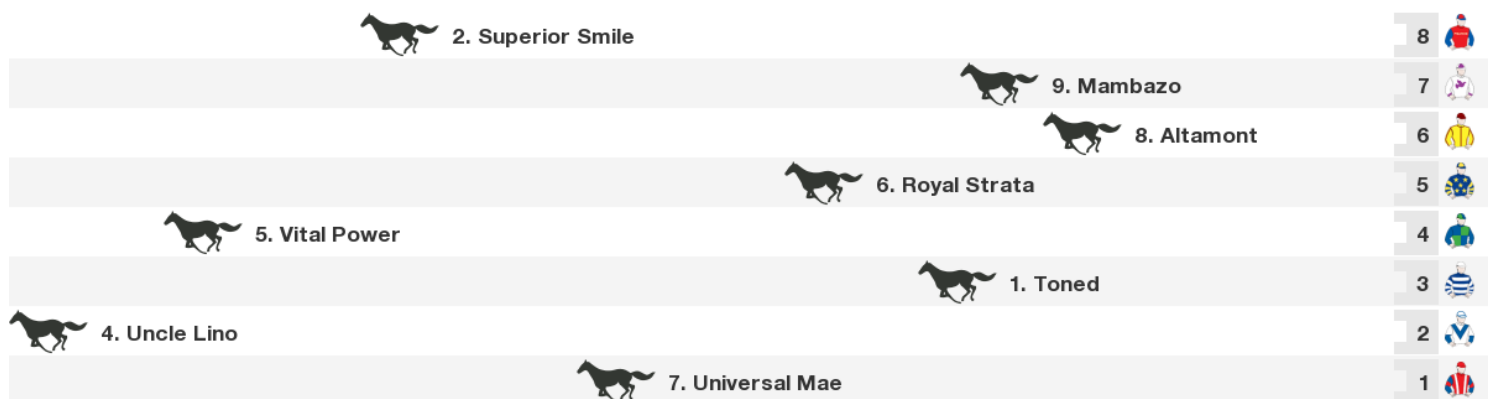 2. Superior Smile 8
9. Mambazo 7
8. Altamont 6
6. Royal Strata 5
5. Vital Power 4
1. Toned 3
4. Uncle Lino 2
7. Universal Mae 1